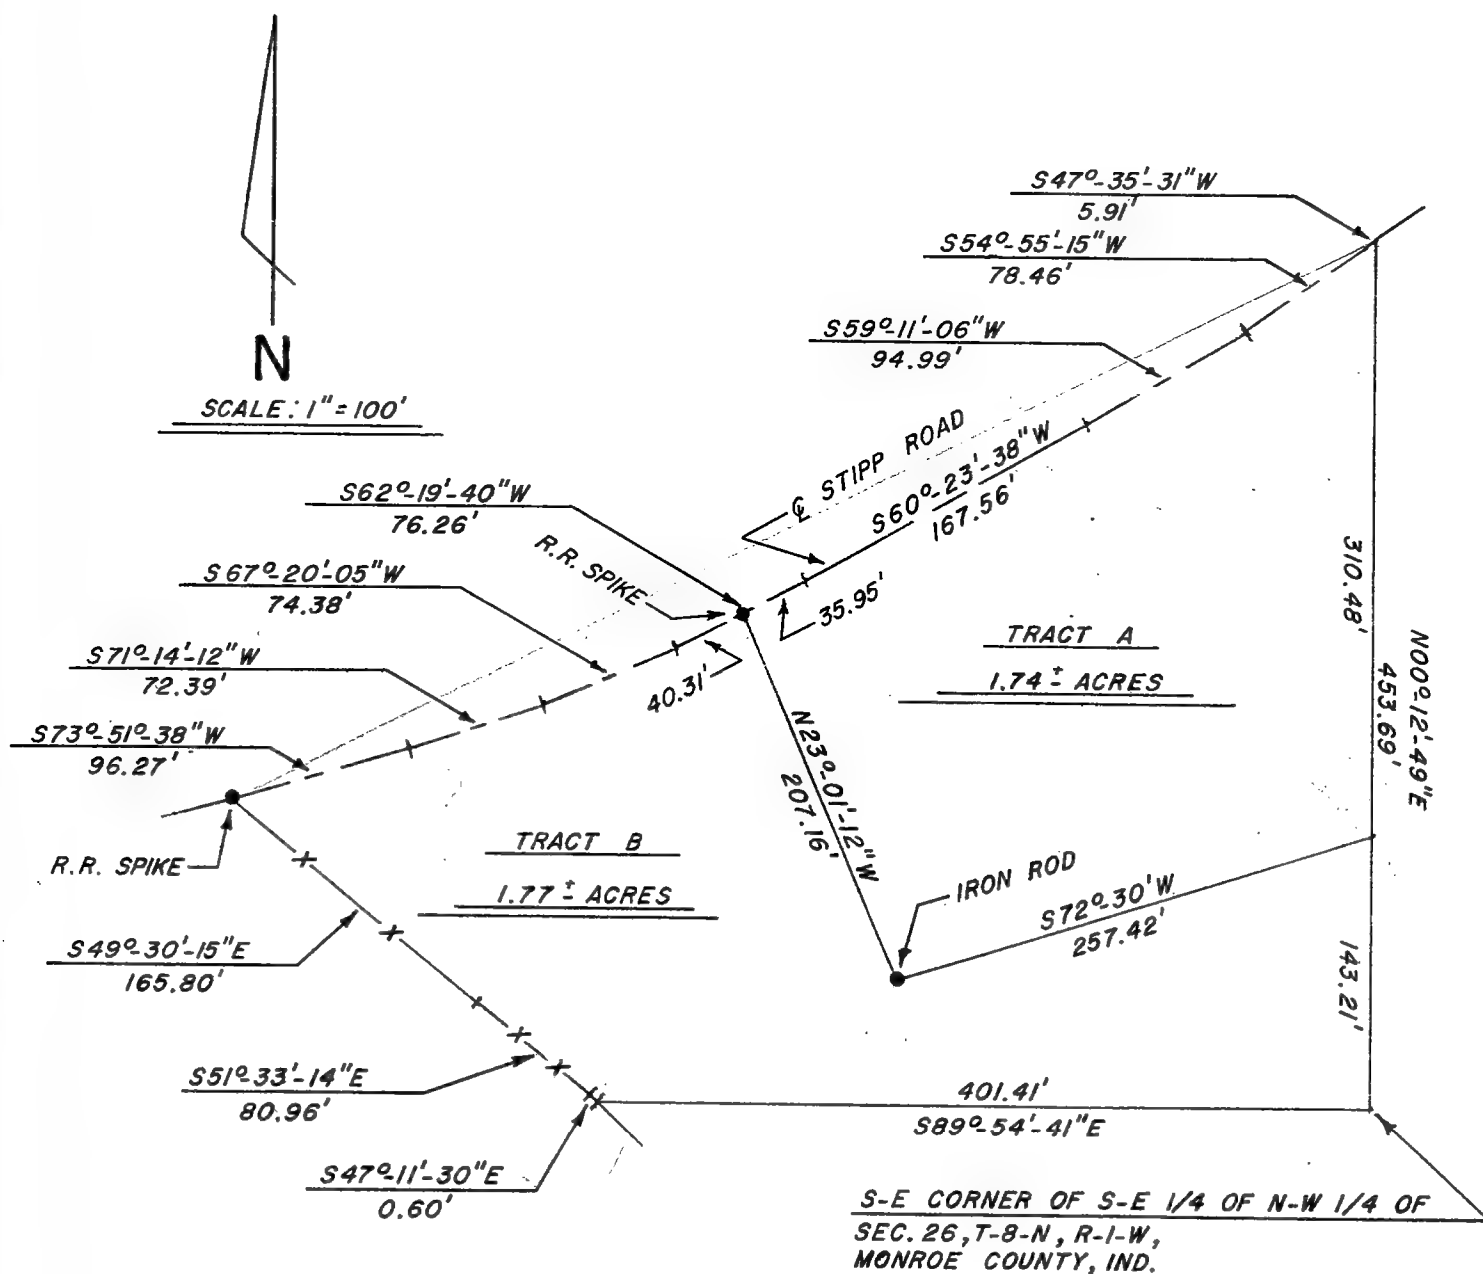 N
SCALE: 1"=100'
S47°-35'-31"W
5.91'
S54°-55'-15"W
78.46'
S59°-11'-06"W
94.99'
℄ STIPP ROAD
S60°-23'-38"W
167.56'
S62°-19'-40"W
76.26'
R.R. SPIKE
S67°-20'-05"W
74.38'
35.95'
40.31'
S71°-14'-12"W
72.39'
S73°-51°-38"W
96.27'
R.R. SPIKE
TRACT A
1.74 ± ACRES
310.48'
N00°-12'-49"E
453.69'
N23°-01'-12"W
207.16'
TRACT B
1.77 ± ACRES
IRON ROD
S72°-30'W
257.42'
143.21'
S49°-30'-15"E
165.80'
S51°-33'-14"E
80.96'
S47°-11'-30"E
0.60'
401.41'
S89°-54'-41"E
S-E CORNER OF S-E 1/4 OF N-W 1/4 OF
SEC. 26, T-8-N, R-1-W,
MONROE COUNTY, IND.